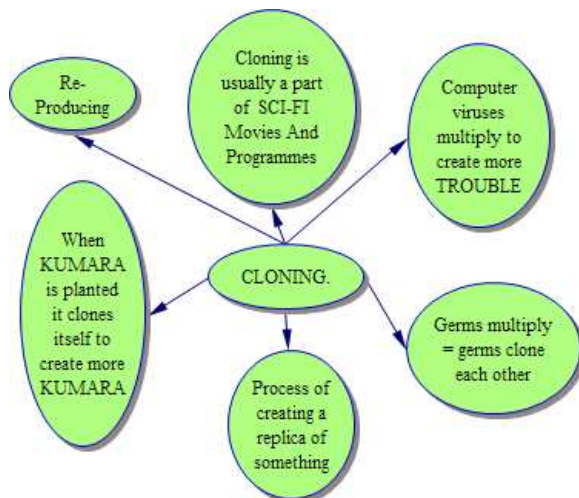 Re-
Producing
Cloning is
usually a part
of SCI-FI
Movies And
Programmes
Computer
viruses
multiply to
create more
TROUBLE
When
KUMARA
is planted
it clones
itself to
create more
KUMARA
CLONING.
Germs multiply
= germs clone
each other
Process of
creating a
replica of
something